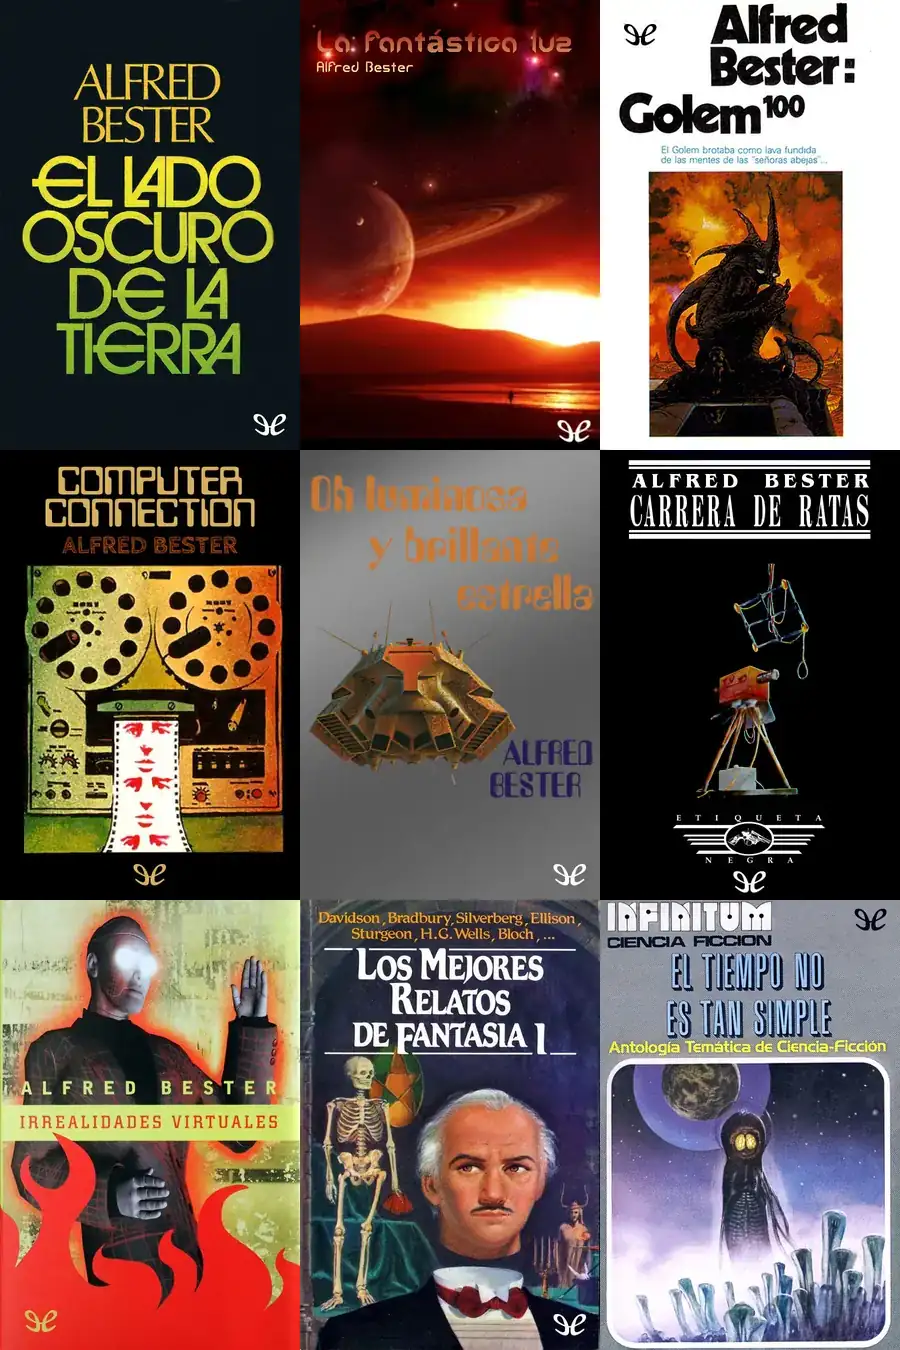 ALFRED
BESTER
EL LADO
OSCURO
DE LA
TIERRA
La fantástica luz
Alfred Bester
Alfred
Bester:
Golem¹⁰⁰
El Golem brotaba como lava fundida
de las mentes de las "señoras abejas"...
COMPUTER
CONNECTION
ALFRED BESTER
Oh luminosa
y brillante
estrella
ALFRED
BESTER
ALFRED BESTER
CARRERA DE RATAS
ETIQUETA
NEGRA
ALFRED BESTER
IRREALIDADES VIRTUALES
Davidson, Bradbury, Silverberg, Ellison,
Sturgeon, H.G. Wells, Bloch, ...
LOS MEJORES
RELATOS
DE FANTASIA I
INFINITUM
CIENCIA FICCION
EL TIEMPO NO
ES TAN SIMPLE
Antología Temática de Ciencia-Ficción